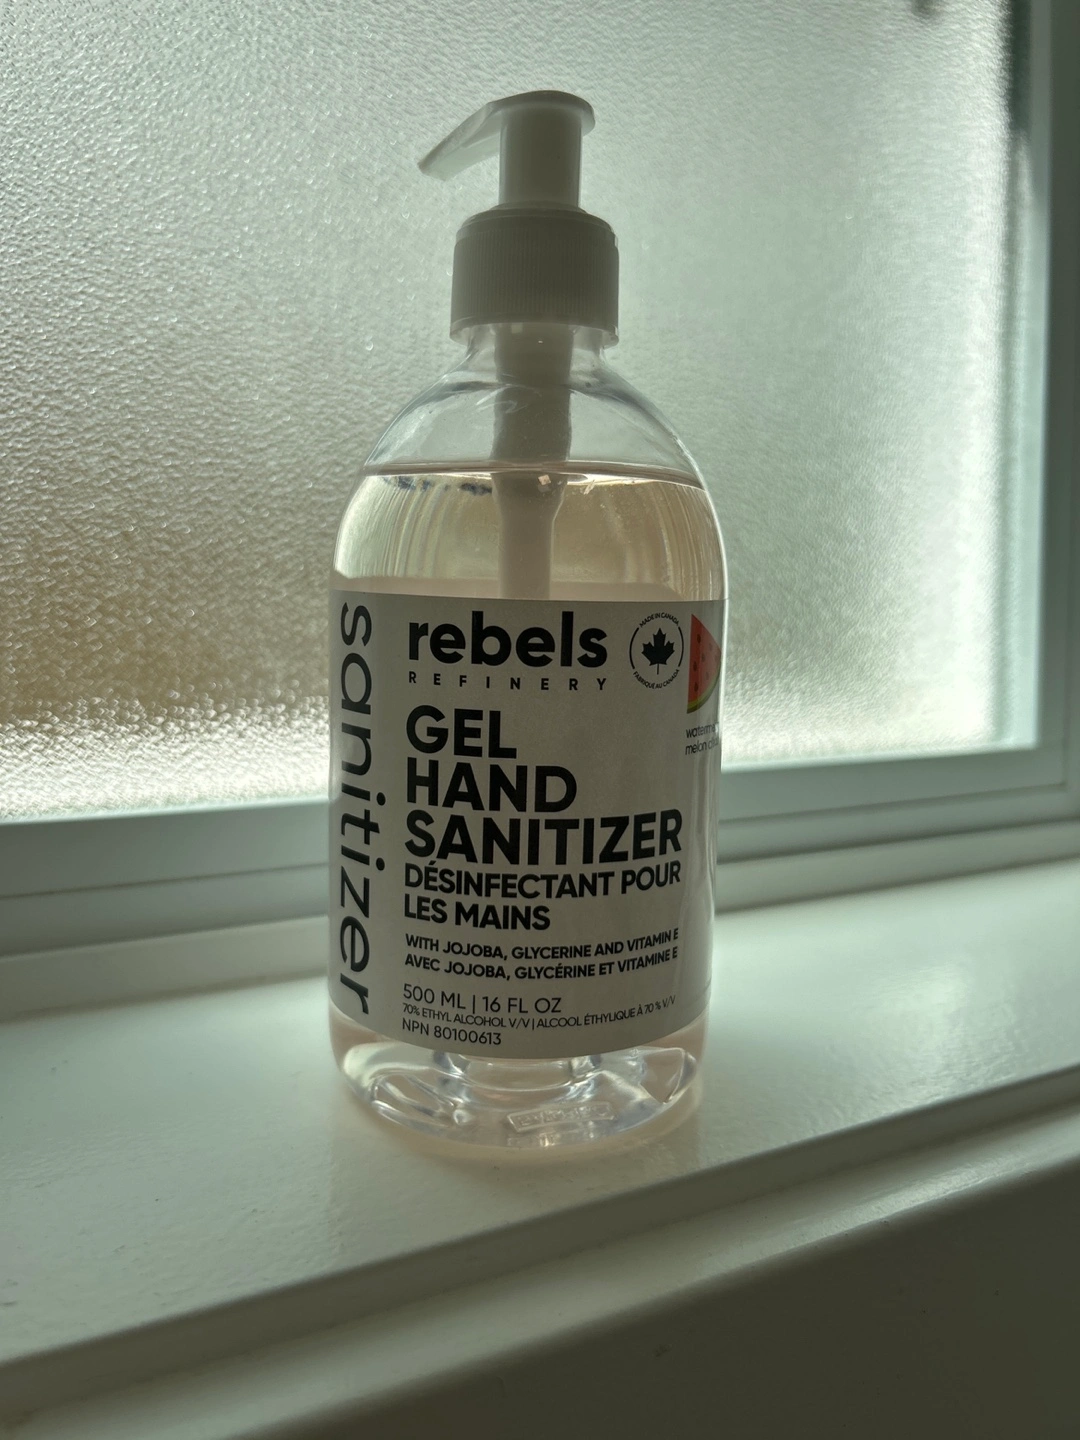 sanitizer
rebels
REFINERY
MADE IN CANADA
FABRIQUÉ AU CANADA
GEL
HAND
SANITIZER
DÉSINFECTANT POUR
LES MAINS
WITH JOJOBA, GLYCERINE AND VITAMIN E
AVEC JOJOBA, GLYCÉRINE ET VITAMINE E
500 ML | 16 FL OZ
70% ETHYL ALCOHOL V/V | ALCOOL ÉTHYLIQUE À 70 % V/V
NPN 80100613